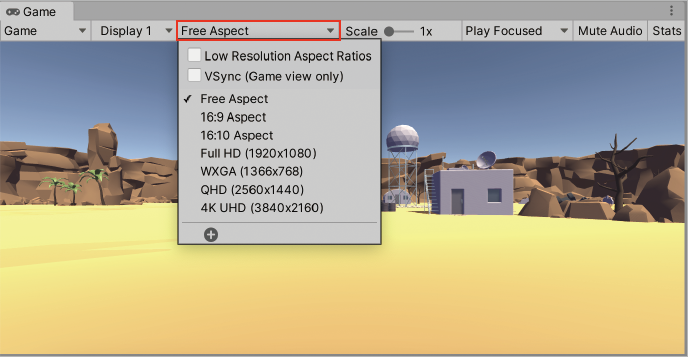 Game
Game Display 1 Free Aspect Scale 1x Play Focused Mute Audio Stats
Low Resolution Aspect Ratios
VSync (Game view only)
Free Aspect
16:9 Aspect
16:10 Aspect
Full HD (1920x1080)
WXGA (1366x768)
QHD (2560x1440)
4K UHD (3840x2160)